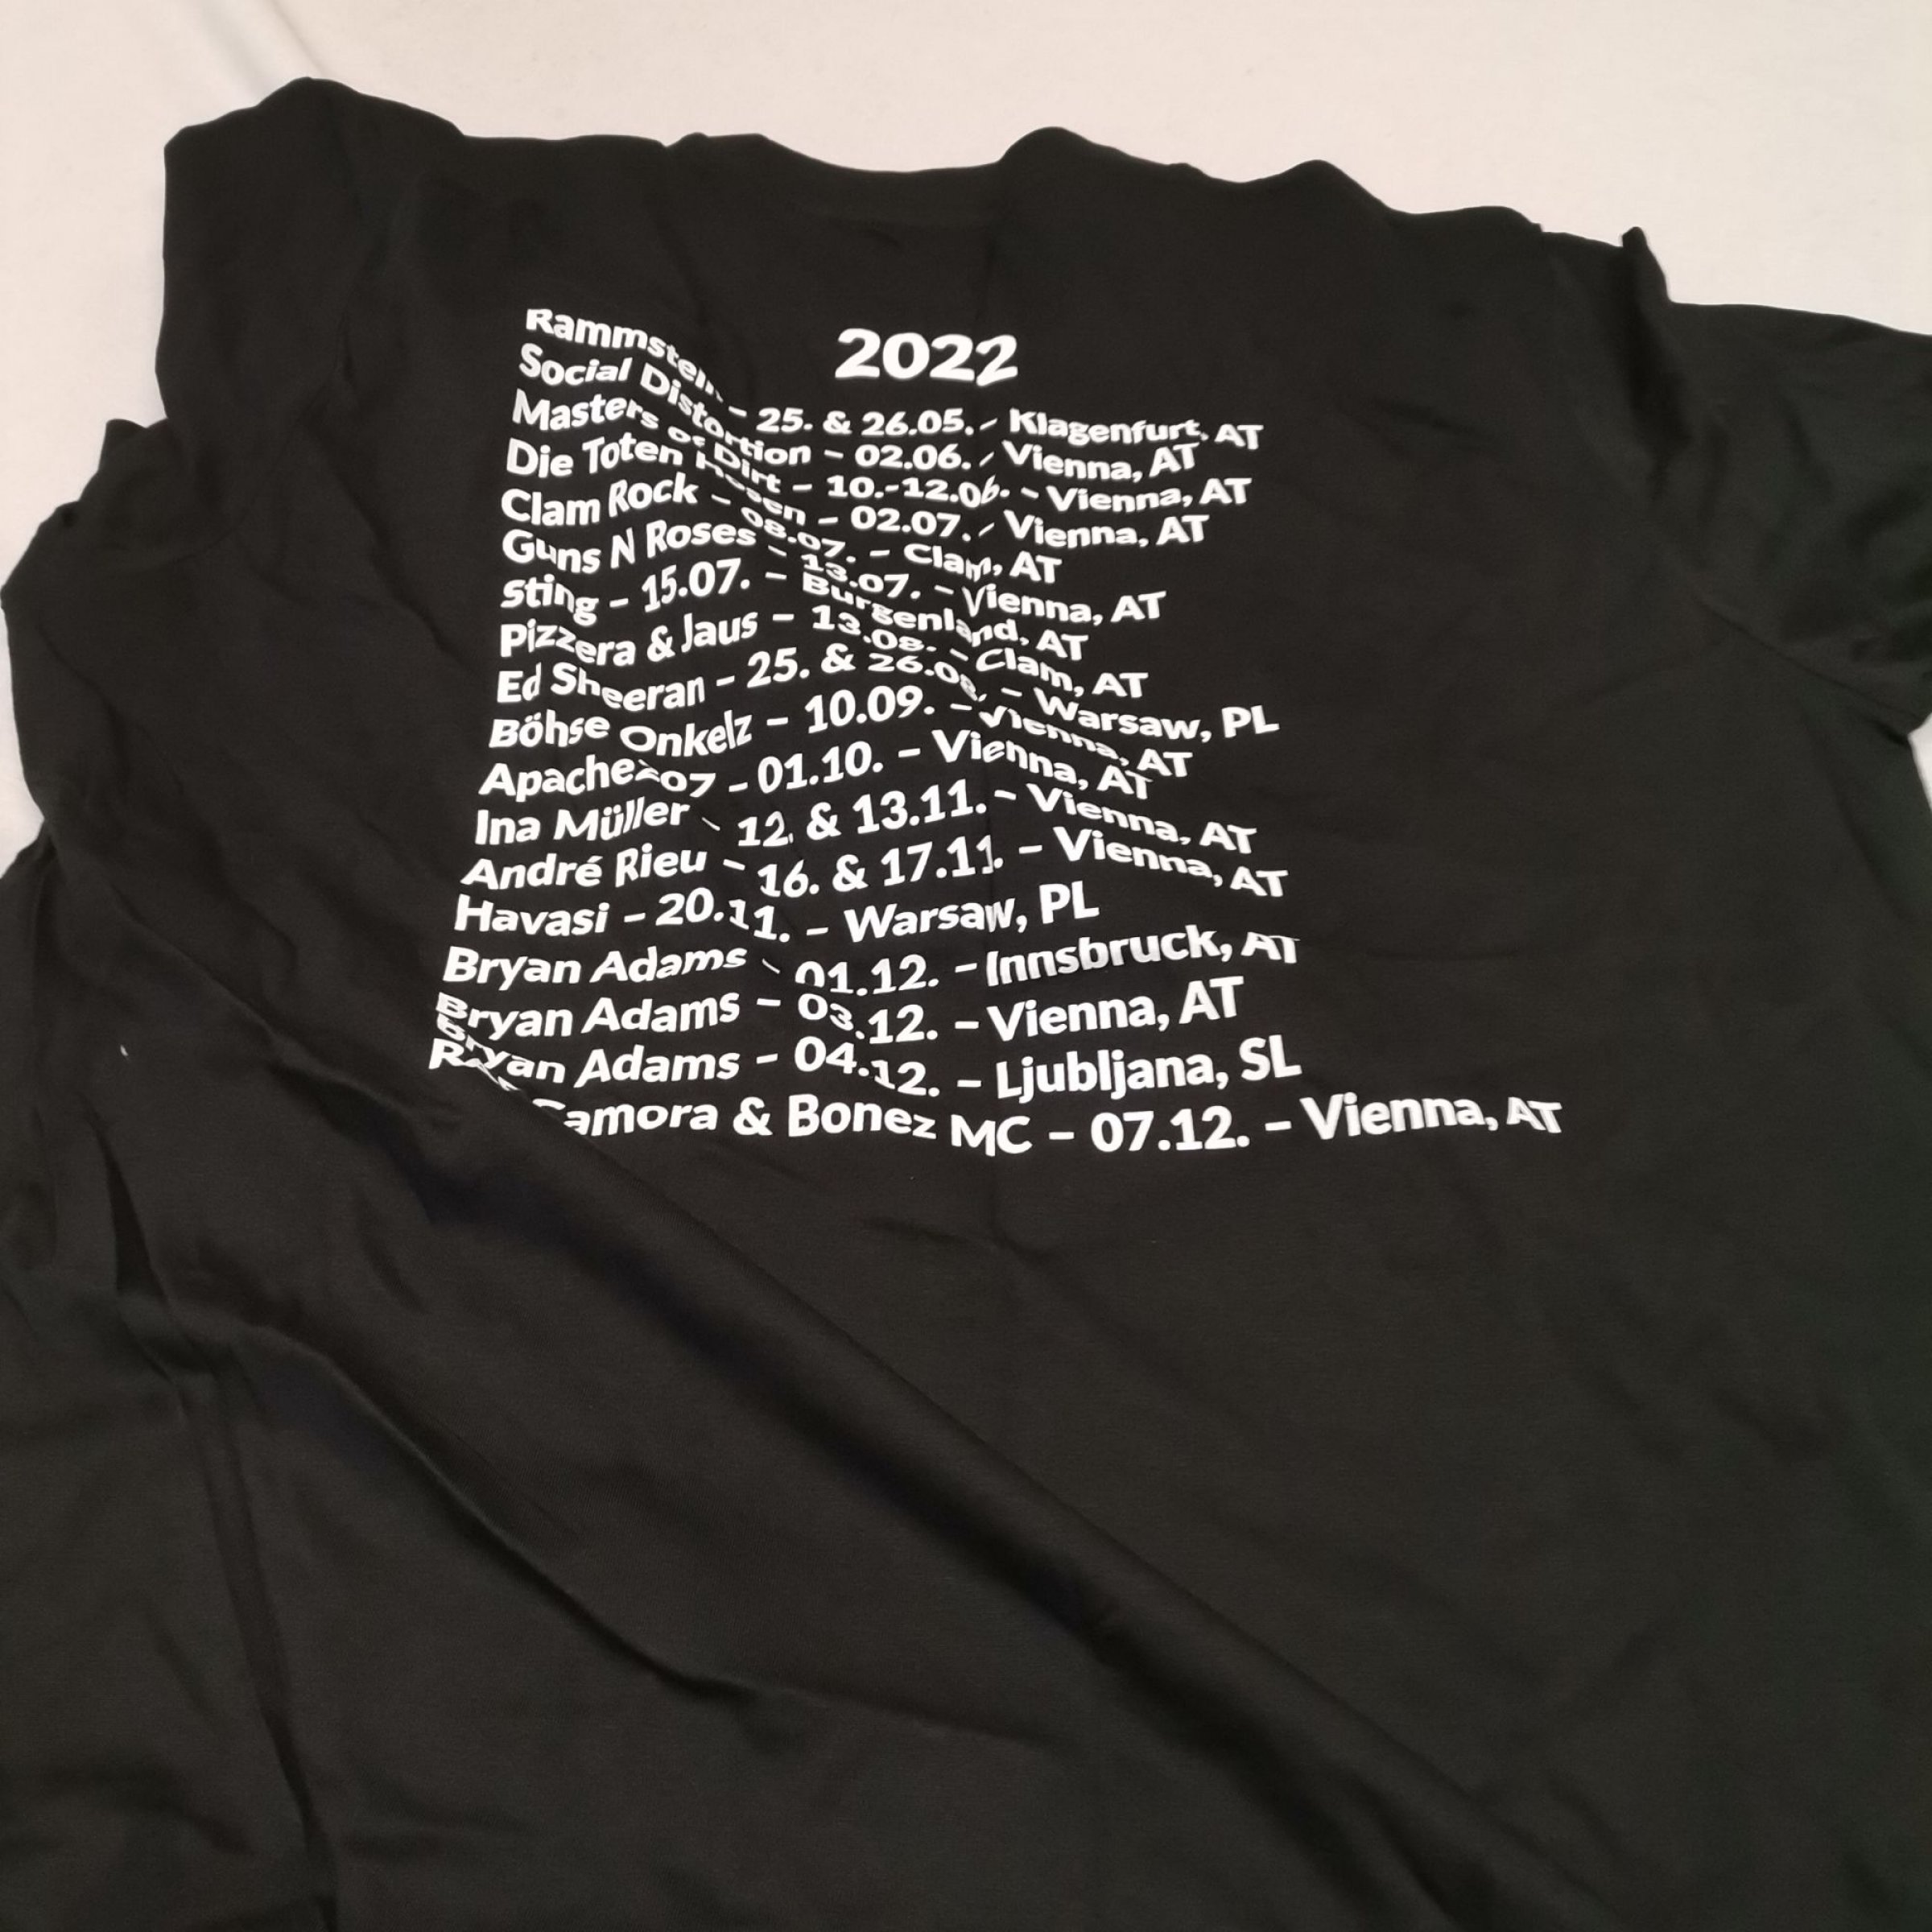 2022
Rammstein - 25. & 26.05. - Klagenfurt, AT
Social Distortion - 02.06. - Vienna, AT
Masters of Dirt - 10.-12.06. - Vienna, AT
Die Toten Hosen - 02.07. - Vienna, AT
Clam Rock - 08.07. - Clam, AT
Guns N Roses - 13.07. - Vienna, AT
Sting - 15.07. - Burgenland, AT
Pizzera & Jaus - 13.08. - Clam, AT
Ed Sheeran - 25. & 26.08. - Warsaw, PL
Böhse Onkelz - 10.09. - Vienna, AT
Apache207 - 01.10. - Vienna, AT
Ina Müller - 12. & 13.11. - Vienna, AT
André Rieu - 16. & 17.11. - Vienna, AT
Havasi - 20.11. - Warsaw, PL
Bryan Adams - 01.12. - Innsbruck, AT
Bryan Adams - 03.12. - Vienna, AT
Bryan Adams - 04.12. - Ljubljana, SL
Camora & Bonez MC - 07.12. - Vienna, AT